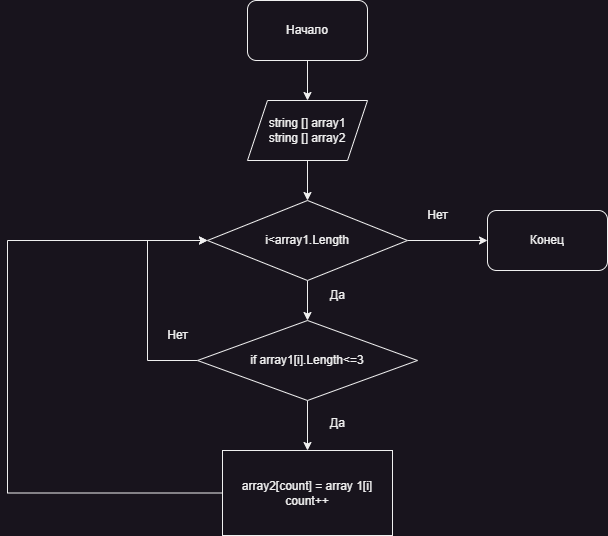 Начало
string [] array1
string [] array2
i<array1.Length
Нет
Конец
Да
Нет
if array1[i].Length<=3
Да
array2[count] = array 1[i]
count++